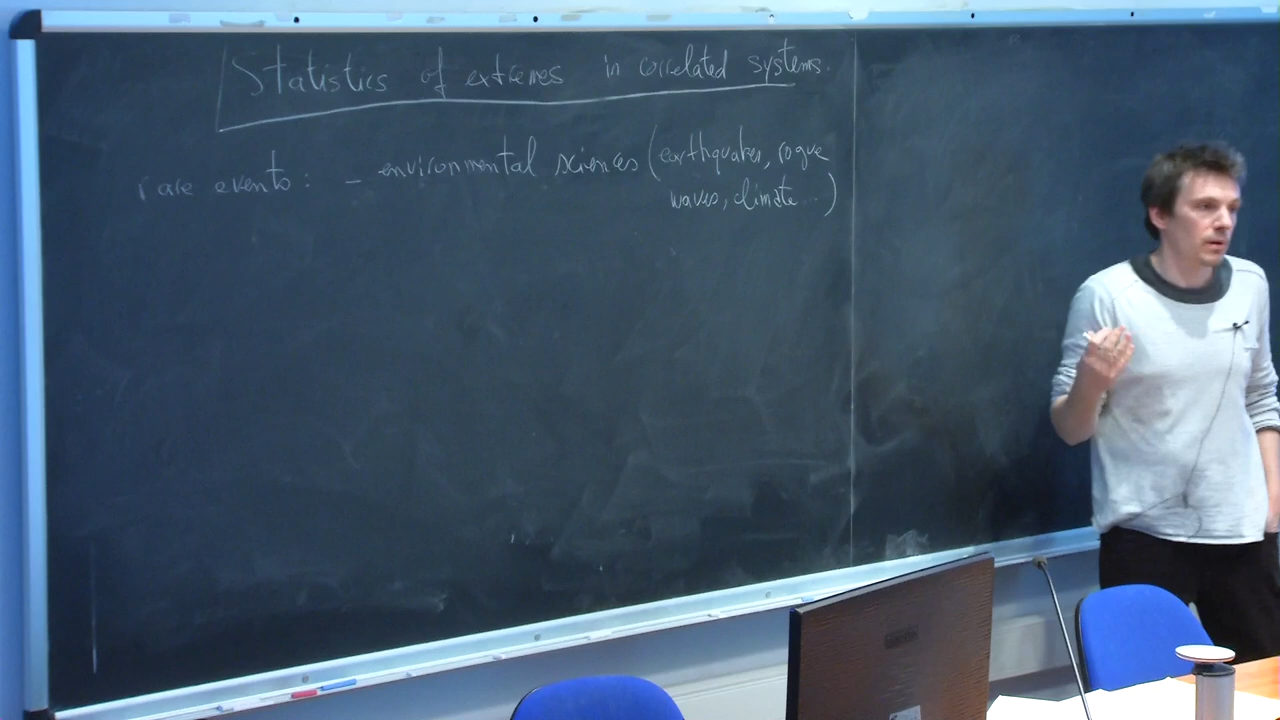 Statistics of extremes in correlated systems.
rare events: - environmental sciences (earthquakes, rogue
waves, climate...)